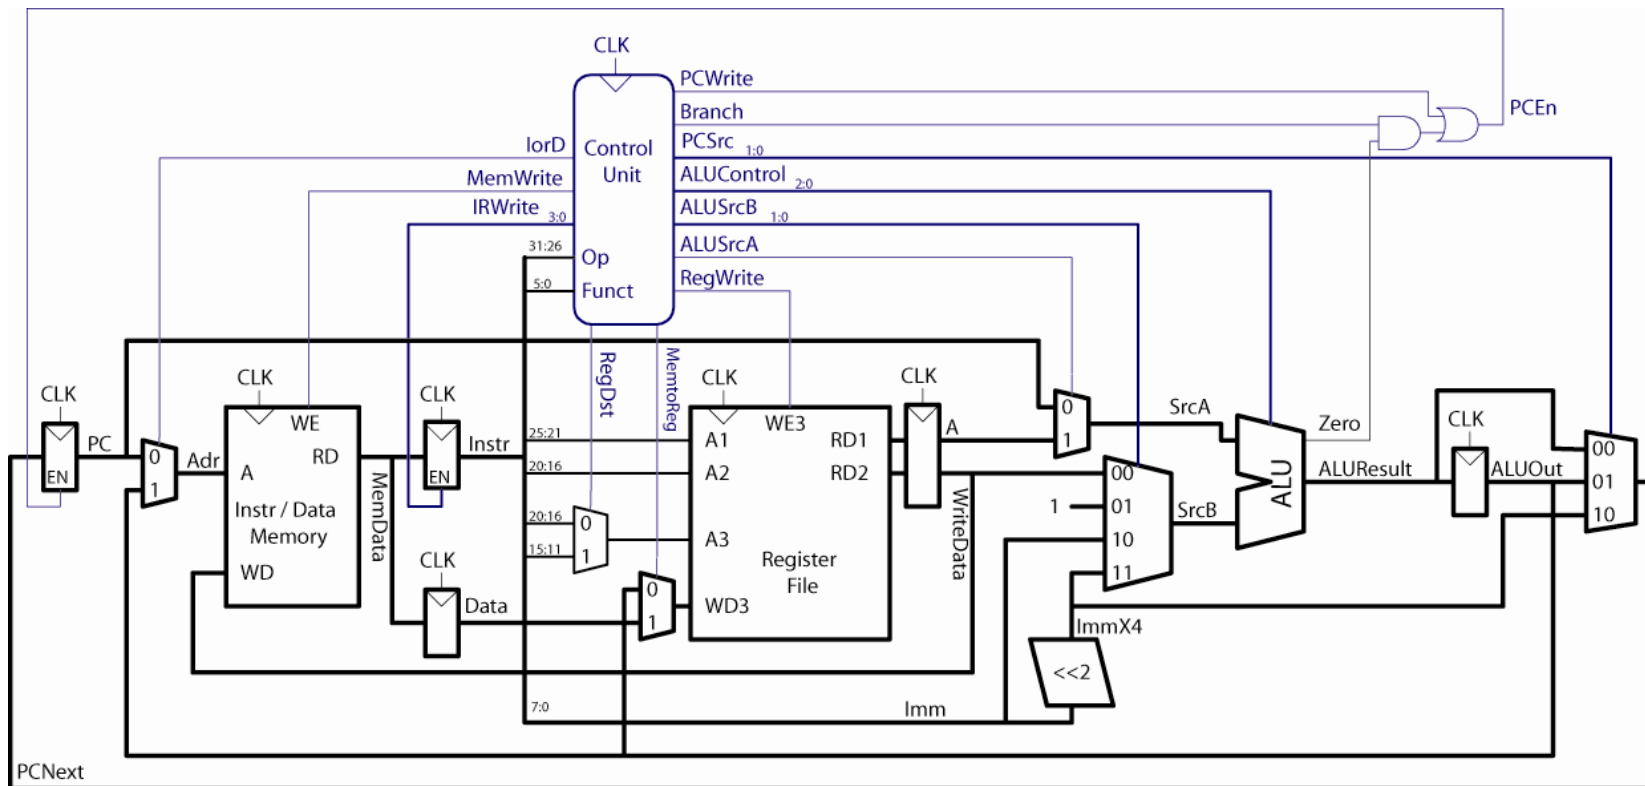 CLK
PCWrite
Branch
PCEn
PCSrc 1:0
IorD
Control
Unit
ALUControl 2:0
MemWrite
IRWrite 3:0
ALUSrcB 1:0
31:26
Op
ALUSrcA
5:0
Funct
RegWrite
RegDst
MemtoReg
CLK
CLK
CLK
CLK
CLK
CLK
WE
WE3
PC
EN
0
1
Adr
A
RD
Instr / Data
Memory
WD
MemData
EN
Instr
25:21
A1
RD1
A
0
1
SrcA
Zero
20:16
A2
RD2
00
01
10
11
1
SrcB
ALU
ALUResult
ALUOut
00
01
10
20:16
0
15:11
1
A3
Register
File
WriteData
CLK
Data
0
1
WD3
ImmX4
<<2
7:0
Imm
PCNext